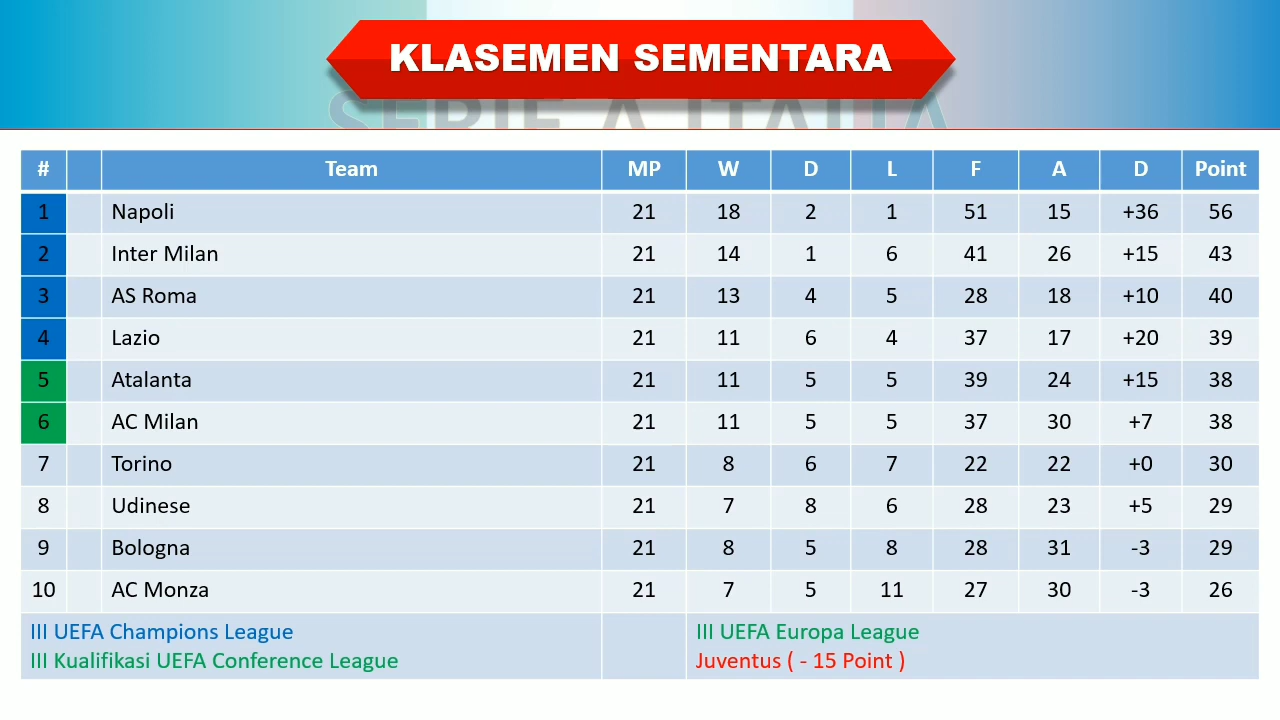 KLASEMEN SEMENTARA
SERIE A ITALIA
# Team MP W D L F A D Point
1 Napoli 21 18 2 1 51 15 +36 56
2 Inter Milan 21 14 1 6 41 26 +15 43
3 AS Roma 21 13 4 5 28 18 +10 40
4 Lazio 21 11 6 4 37 17 +20 39
5 Atalanta 21 11 5 5 39 24 +15 38
6 AC Milan 21 11 5 5 37 30 +7 38
7 Torino 21 8 6 7 22 22 +0 30
8 Udinese 21 7 8 6 28 23 +5 29
9 Bologna 21 8 5 8 28 31 -3 29
10 AC Monza 21 7 5 11 27 30 -3 26
III UEFA Champions League III UEFA Europa League
III Kualifikasi UEFA Conference League Juventus ( - 15 Point )